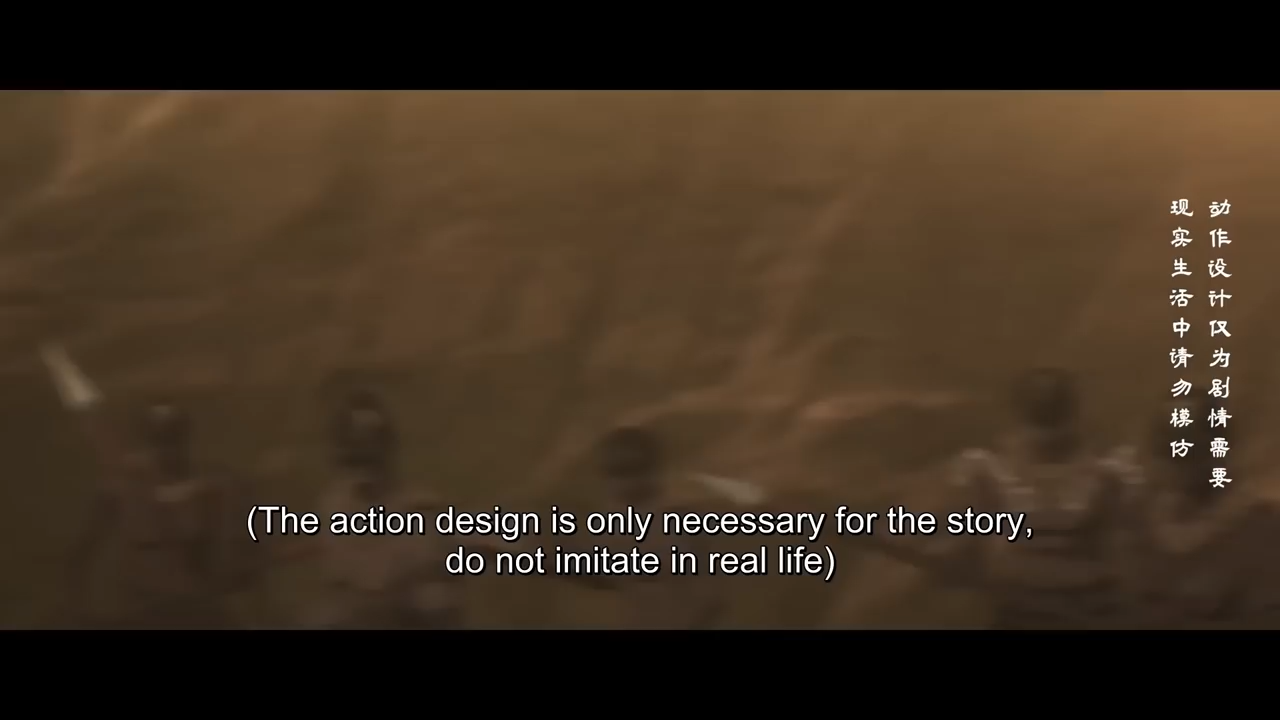 动作设计仅为剧情需要
现实生活中请勿模仿
(The action design is only necessary for the story,
do not imitate in real life)